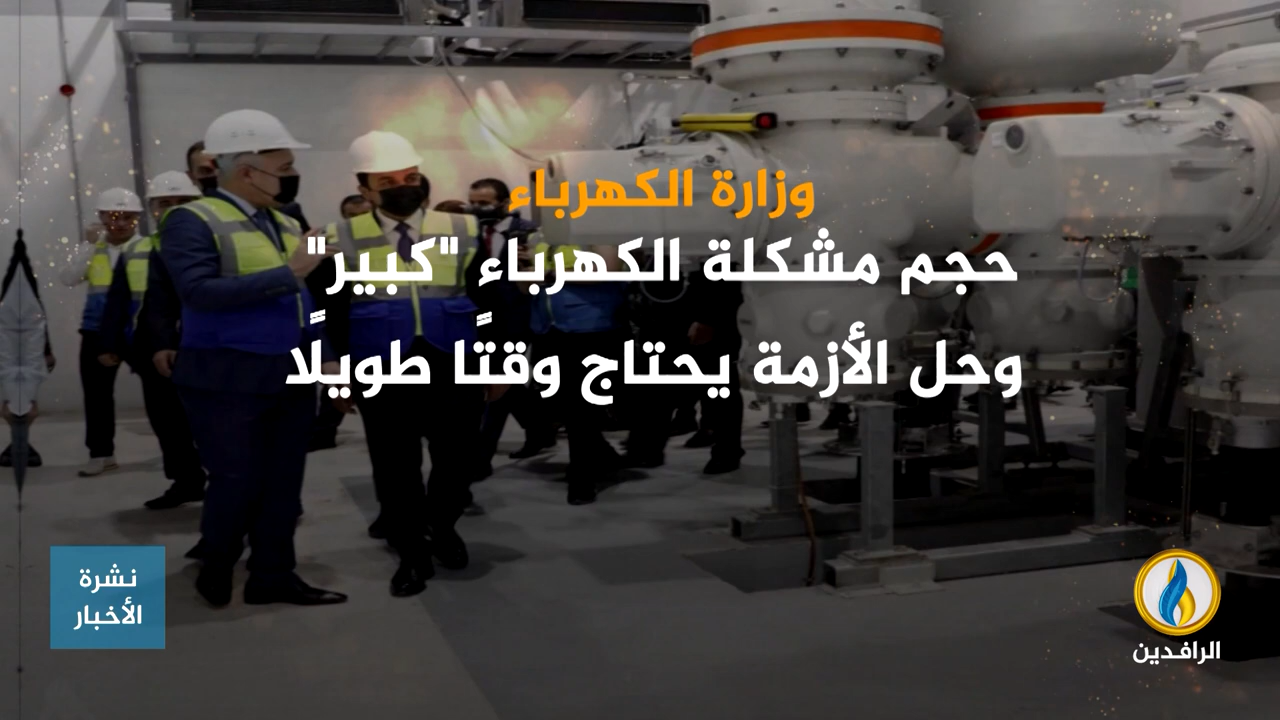 وزارة الكهرباء
حجم مشكلة الكهرباء "كبير"
وحل الأزمة يحتاج وقتًا طويلًا
نشرة
الأخبار
الرافدين